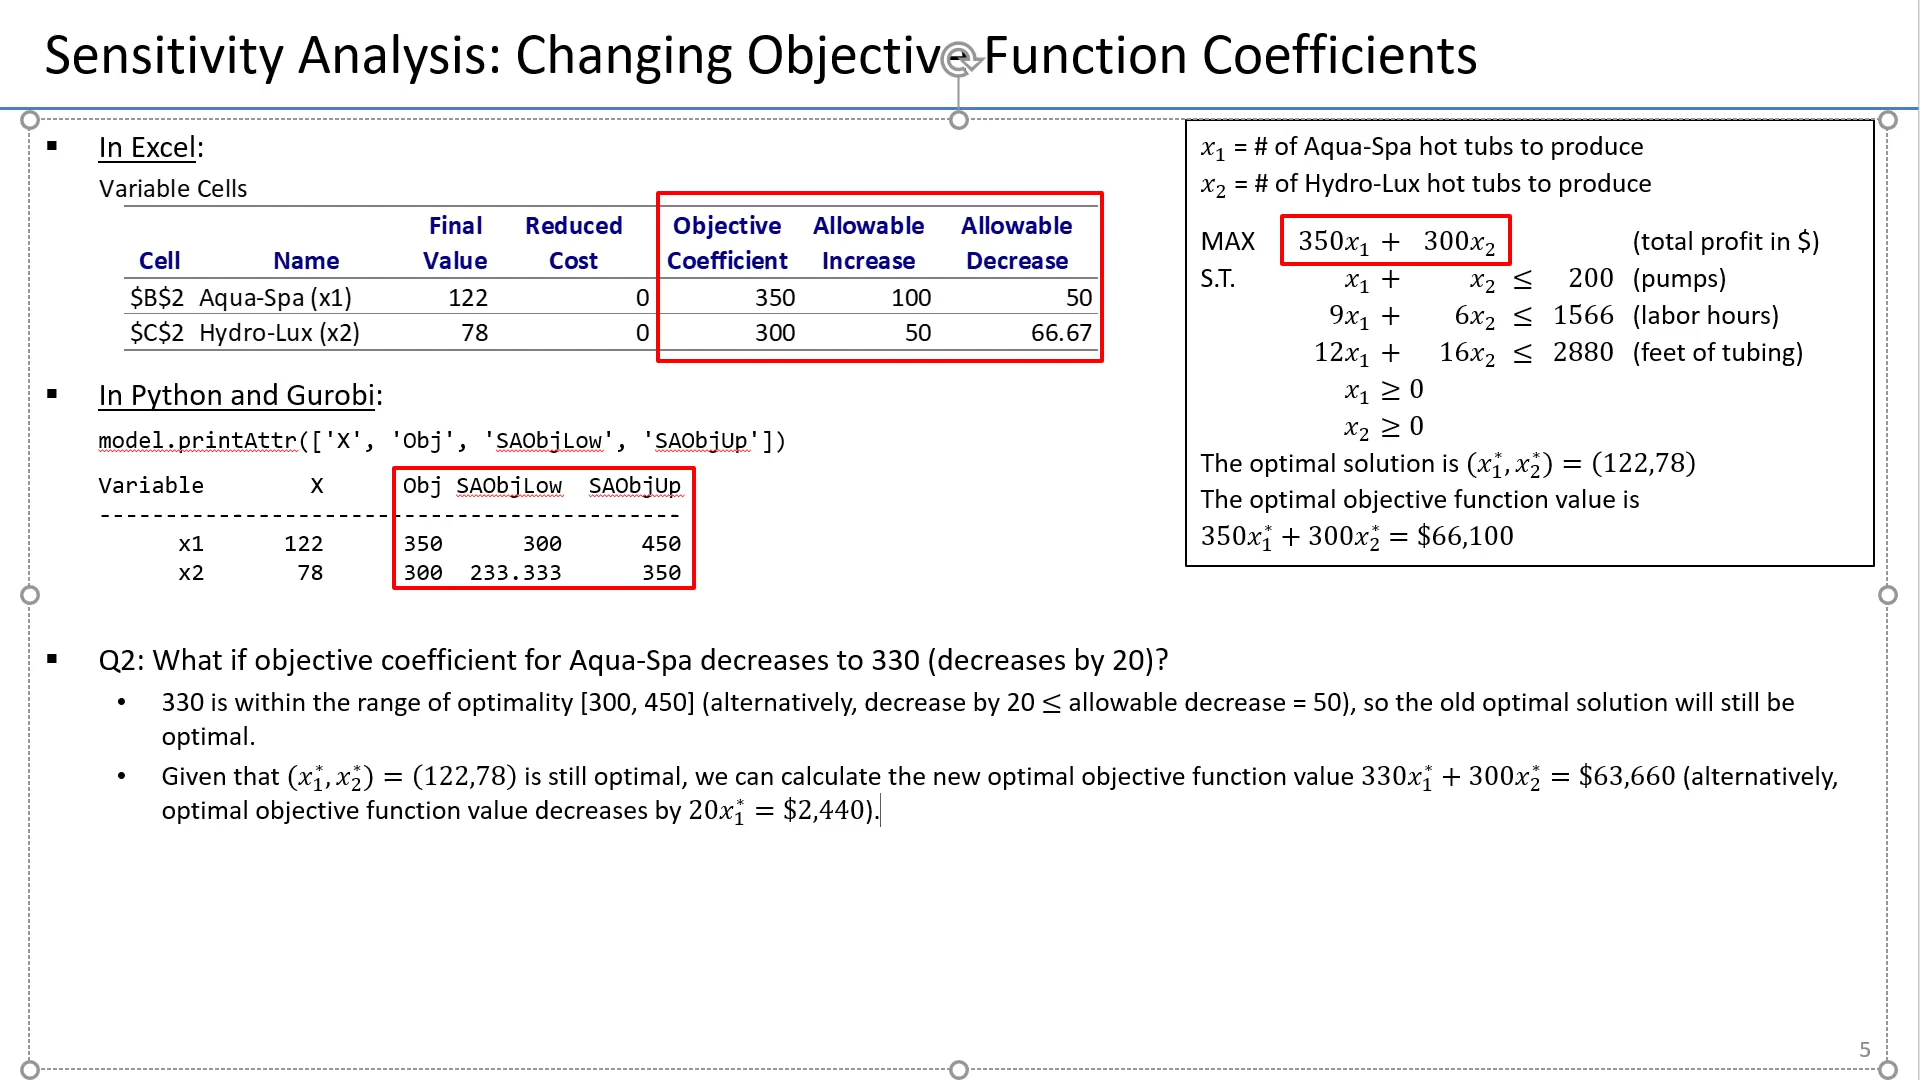 Sensitivity Analysis: Changing Objective Function Coefficients
▪ In Excel:
Variable Cells
Final Reduced Objective Allowable Allowable
Cell Name Value Cost Coefficient Increase Decrease
$B$2 Aqua-Spa (x1) 122 0 350 100 50
$C$2 Hydro-Lux (x2) 78 0 300 50 66.67
▪ In Python and Gurobi:
model.printAttr(['X', 'Obj', 'SAObjLow', 'SAObjUp'])
Variable X Obj SAObjLow SAObjUp
--------------------------------------------
x1 122 350 300 450
x2 78 300 233.333 350
x₁ = # of Aqua-Spa hot tubs to produce
x₂ = # of Hydro-Lux hot tubs to produce
MAX 350x₁ + 300x₂ (total profit in $)
S.T. x₁ + x₂ ≤ 200 (pumps)
9x₁ + 6x₂ ≤ 1566 (labor hours)
12x₁ + 16x₂ ≤ 2880 (feet of tubing)
x₁ ≥ 0
x₂ ≥ 0
The optimal solution is (x₁*, x₂*) = (122,78)
The optimal objective function value is
350x₁* + 300x₂* = $66,100
▪ Q2: What if objective coefficient for Aqua-Spa decreases to 330 (decreases by 20)?
• 330 is within the range of optimality [300, 450] (alternatively, decrease by 20 ≤ allowable decrease = 50), so the old optimal solution will still be
optimal.
• Given that (x₁*, x₂*) = (122,78) is still optimal, we can calculate the new optimal objective function value 330x₁* + 300x₂* = $63,660 (alternatively,
optimal objective function value decreases by 20x₁* = $2,440).
5